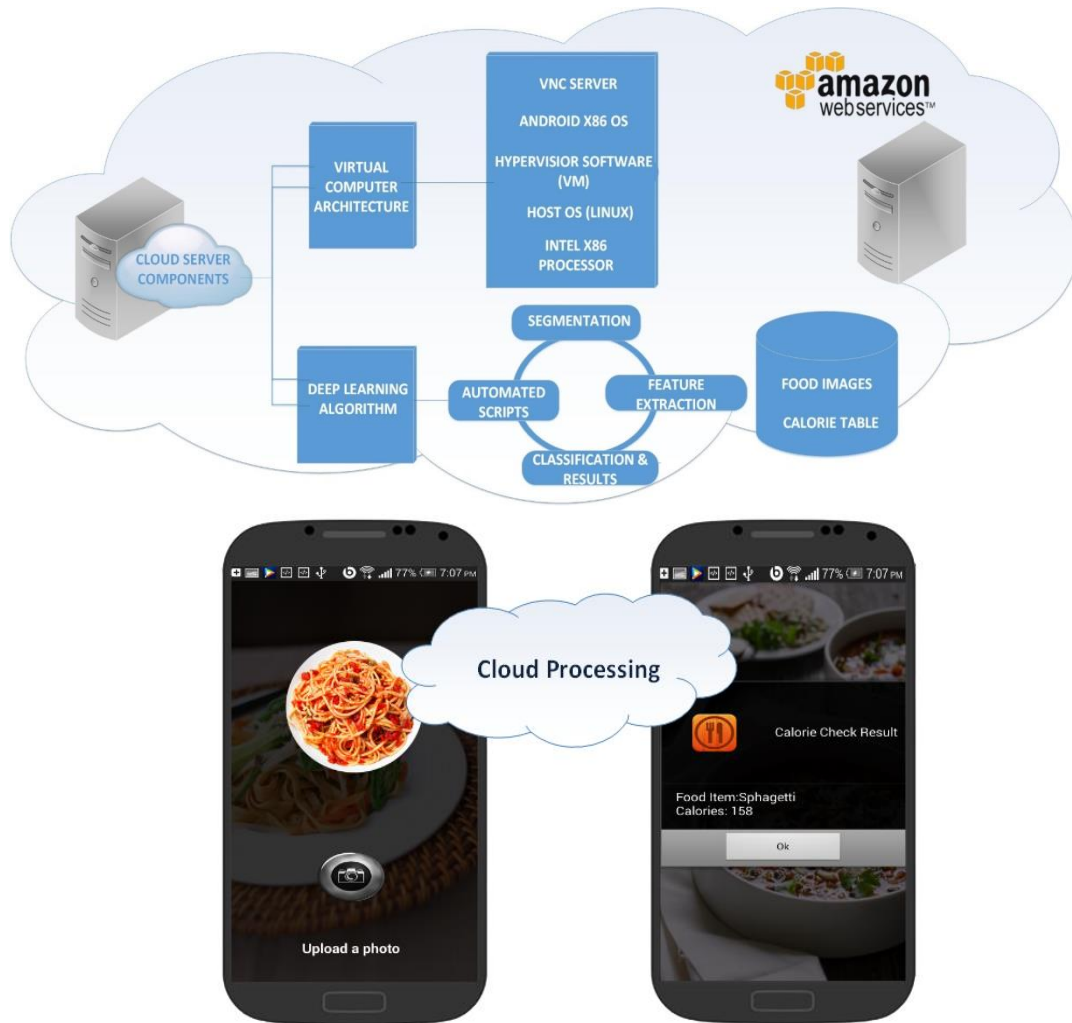 amazon
webservices™
VNC SERVER
ANDROID X86 OS
HYPERVISIOR SOFTWARE
(VM)
HOST OS (LINUX)
INTEL X86
PROCESSOR
VIRTUAL
COMPUTER
ARCHITECTURE
CLOUD SERVER
COMPONENTS
DEEP LEARNING
ALGORITHM
SEGMENTATION
AUTOMATED
SCRIPTS
FEATURE
EXTRACTION
CLASSIFICATION &
RESULTS
FOOD IMAGES
CALORIE TABLE
77% 7:07 PM
Upload a photo
Cloud Processing
77% 7:07 PM
Calorie Check Result
Food Item:Sphagetti
Calories: 158
Ok